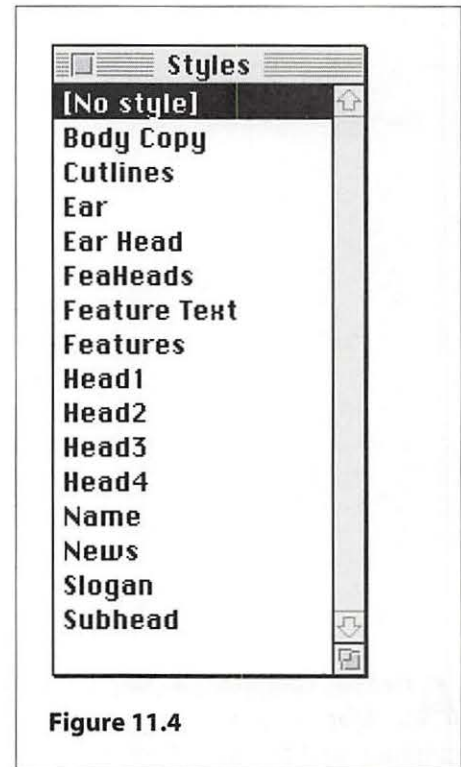 Styles
[No style]
Body Copy
Cutlines
Ear
Ear Head
FeaHeads
Feature Text
Features
Head1
Head2
Head3
Head4
Name
News
Slogan
Subhead
Figure 11.4